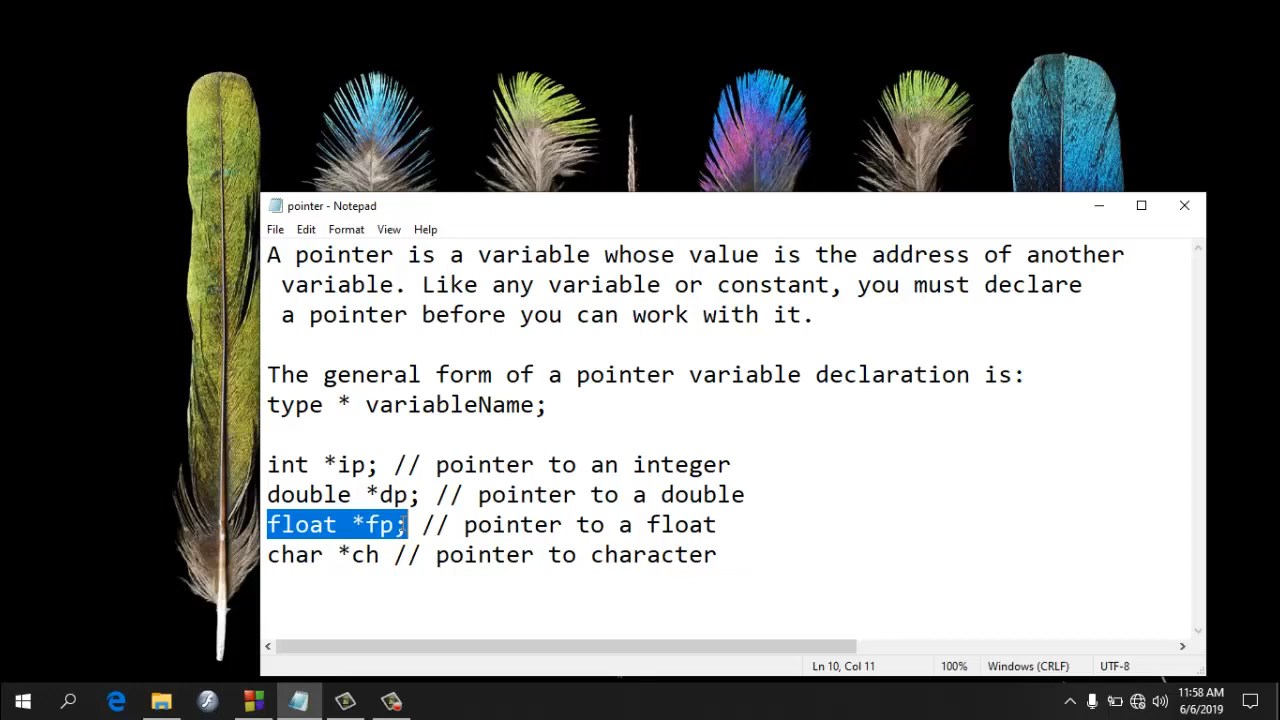 pointer - Notepad
File Edit Format View Help
A pointer is a variable whose value is the address of another
variable. Like any variable or constant, you must declare
a pointer before you can work with it.
The general form of a pointer variable declaration is:
type * variableName;
int *ip; // pointer to an integer
double *dp; // pointer to a double
float *fp; // pointer to a float
char *ch // pointer to character
Ln 10, Col 11 100% Windows (CRLF) UTF-8
11:58 AM
6/6/2019